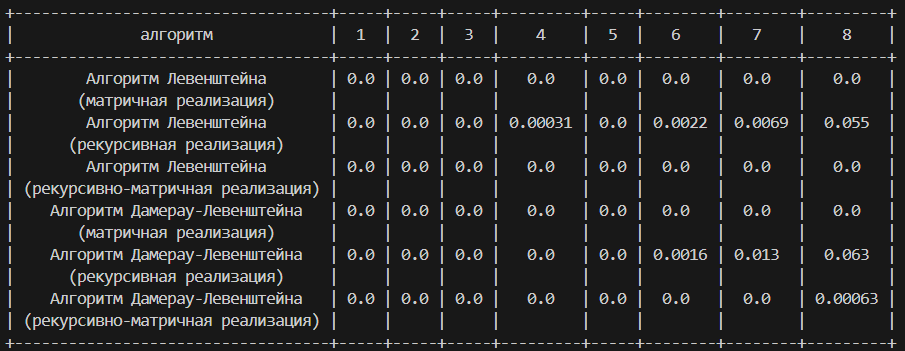 +--------------------------------+-----+-----+-----+---------+-----+--------+--------+---------+
| алгоритм | 1 | 2 | 3 | 4 | 5 | 6 | 7 | 8 |
+--------------------------------+-----+-----+-----+---------+-----+--------+--------+---------+
| Алгоритм Левенштейна | 0.0 | 0.0 | 0.0 | 0.0 | 0.0 | 0.0 | 0.0 | 0.0 |
| (матричная реализация) | | | | | | | | |
| Алгоритм Левенштейна | 0.0 | 0.0 | 0.0 | 0.00031 | 0.0 | 0.0022 | 0.0069 | 0.055 |
| (рекурсивная реализация) | | | | | | | | |
| Алгоритм Левенштейна | 0.0 | 0.0 | 0.0 | 0.0 | 0.0 | 0.0 | 0.0 | 0.0 |
| (рекурсивно-матричная реализация) | | | | | | | | |
| Алгоритм Дамерау-Левенштейна | 0.0 | 0.0 | 0.0 | 0.0 | 0.0 | 0.0 | 0.0 | 0.0 |
| (матричная реализация) | | | | | | | | |
| Алгоритм Дамерау-Левенштейна | 0.0 | 0.0 | 0.0 | 0.0 | 0.0 | 0.0016 | 0.013 | 0.063 |
| (рекурсивная реализация) | | | | | | | | |
| Алгоритм Дамерау-Левенштейна | 0.0 | 0.0 | 0.0 | 0.0 | 0.0 | 0.0 | 0.0 | 0.00063 |
| (рекурсивно-матричная реализация) | | | | | | | | |
+--------------------------------+-----+-----+-----+---------+-----+--------+--------+---------+